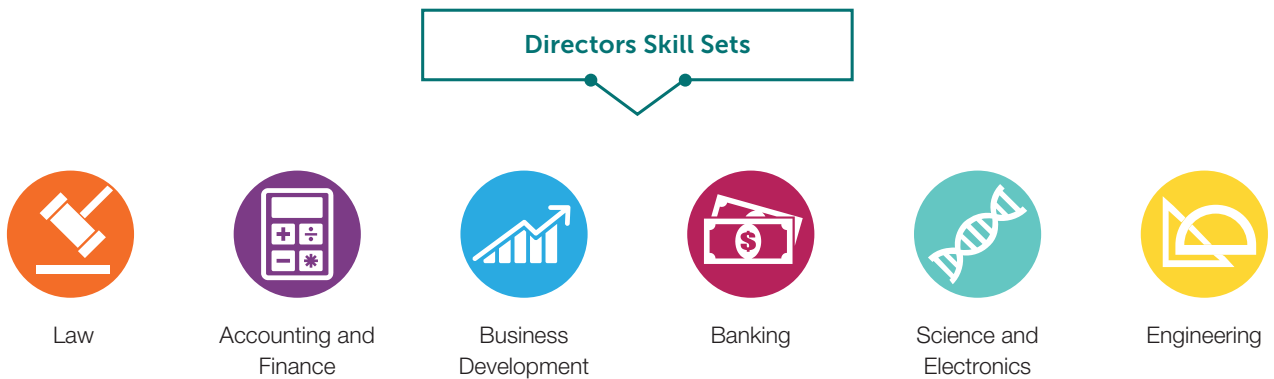 Directors Skill Sets
$
Law
Accounting and
Finance
Business
Development
Banking
Science and
Electronics
Engineering